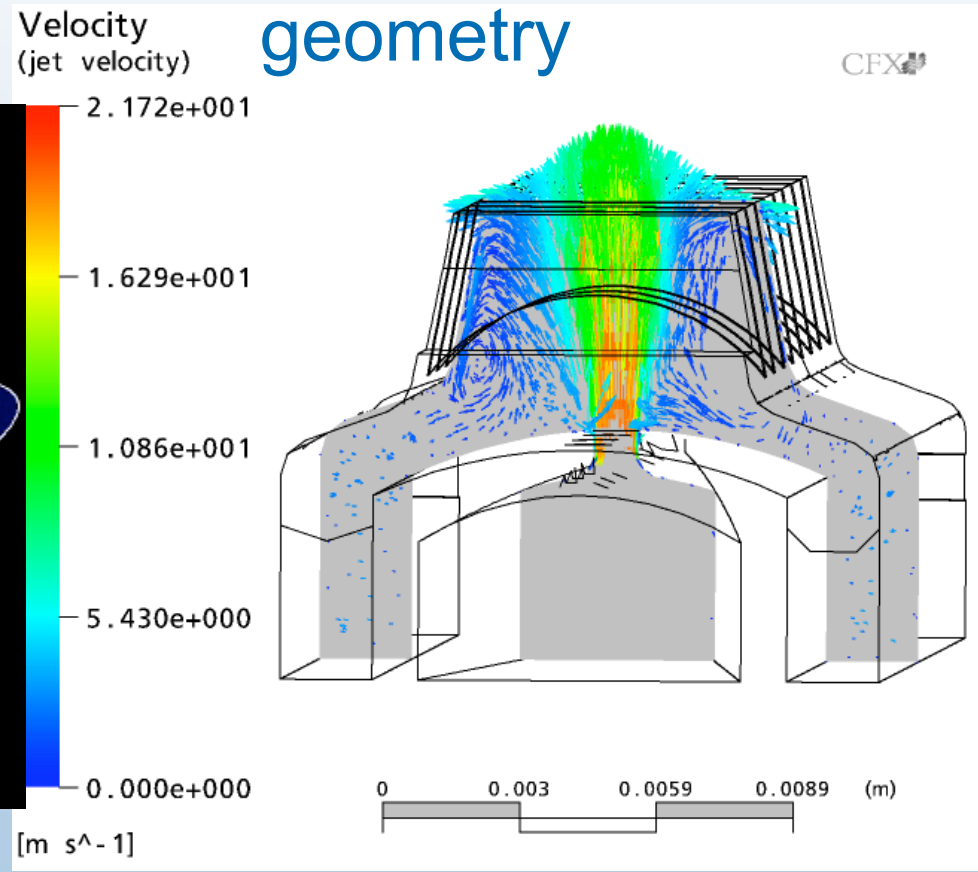 geometry
Velocity
(jet velocity)
CFX
2.172e+001
1.629e+001
1.086e+001
5.430e+000
0.000e+000
[m s^-1]
0 0.003 0.0059 0.0089 (m)